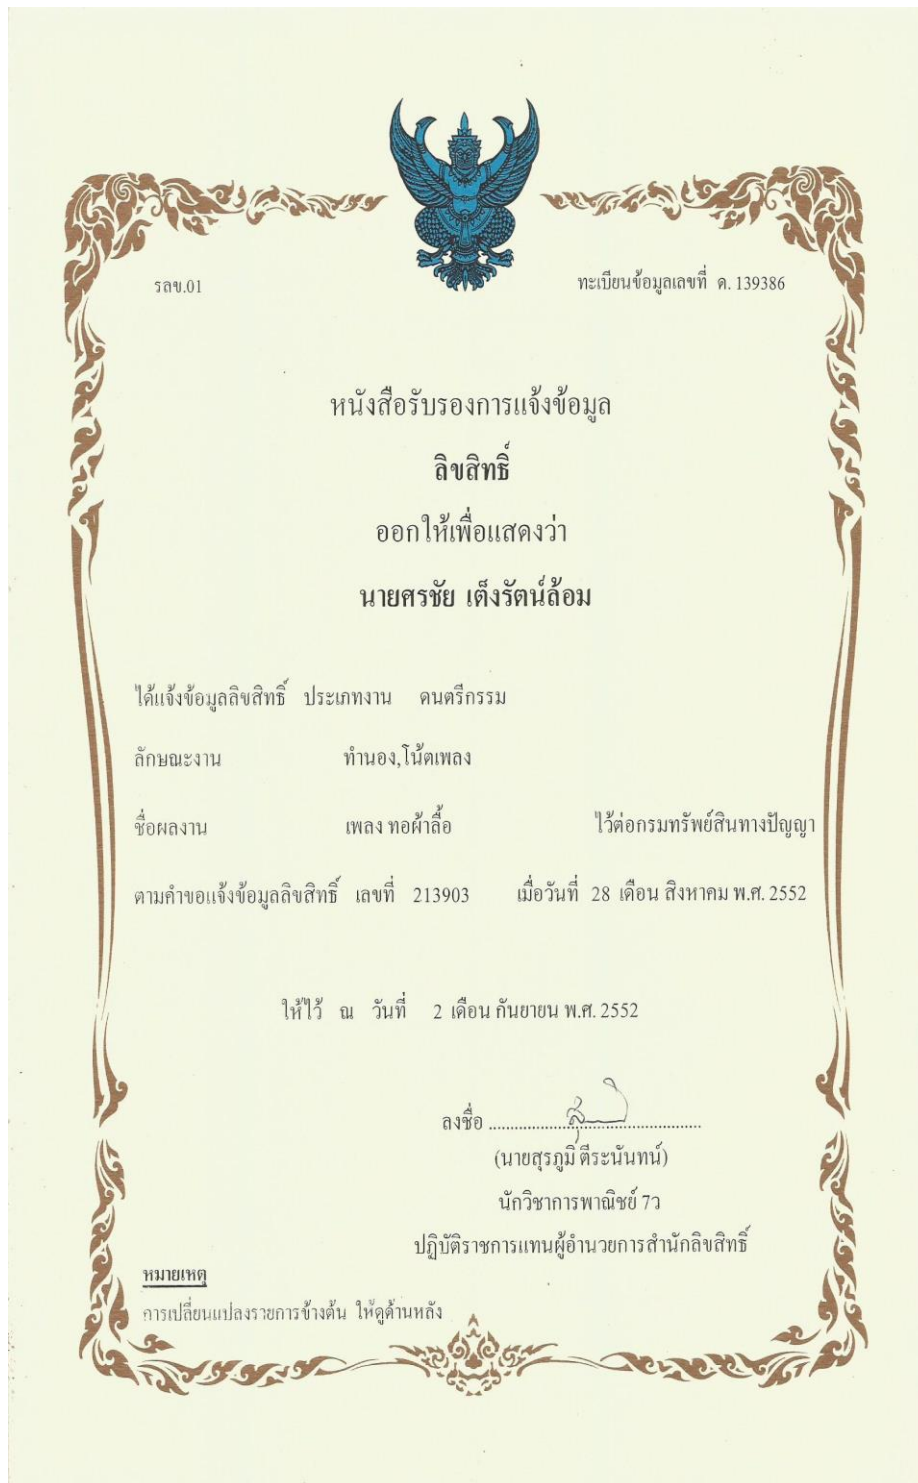 รลข.01 ทะเบียนข้อมูลเลขที่ ด. 139386
หนังสือรับรองการแจ้งข้อมูล
ลิขสิทธิ์
ออกให้เพื่อแสดงว่า
นายศรชัย เต็งรัตน์ล้อม
ได้แจ้งข้อมูลลิขสิทธิ์ ประเภทงาน ดนตรีกรรม
ลักษณะงาน ทำนอง,โน้ตเพลง
ชื่อผลงาน เพลง ทอผ้าลื้อ ไว้ต่อกรมทรัพย์สินทางปัญญา
ตามคำขอแจ้งข้อมูลลิขสิทธิ์ เลขที่ 213903 เมื่อวันที่ 28 เดือน สิงหาคม พ.ศ. 2552
ให้ไว้ ณ วันที่ 2 เดือน กันยายน พ.ศ. 2552
ลงชื่อ
(นายสุรภูมิ ตีระนันทน์)
นักวิชาการพาณิชย์ 7ว
ปฏิบัติราชการแทนผู้อำนวยการสำนักลิขสิทธิ์
หมายเหตุ
การเปลี่ยนแปลงรายการข้างต้น ให้ดูด้านหลัง